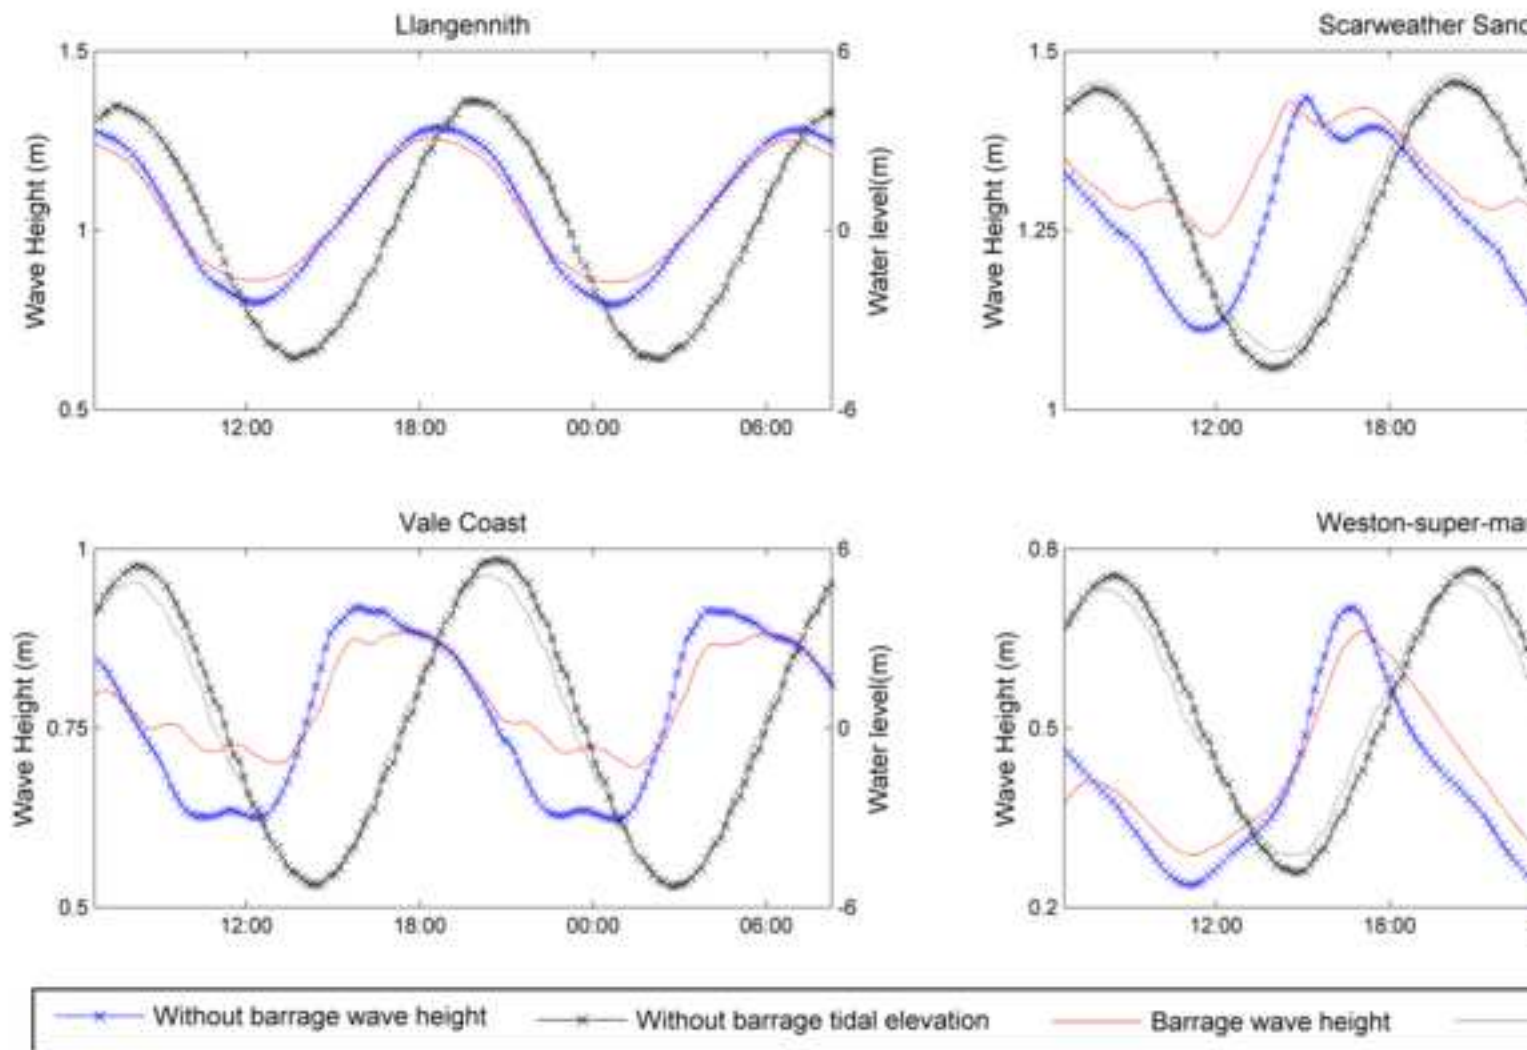 Llangennith
Scarweather Sand
1.5
1
0.5
Wave Height (m)
6
0
-6
Water level(m)
12:00 18:00 00:00 06:00
1.5
1.25
1
Wave Height (m)
12:00 18:00
Vale Coast
Weston-super-mar
1
0.75
0.5
Wave Height (m)
6
0
-6
Water level(m)
12:00 18:00 00:00 06:00
0.8
0.5
0.2
Wave Height (m)
12:00 18:00
Without barrage wave height Without barrage tidal elevation Barrage wave height